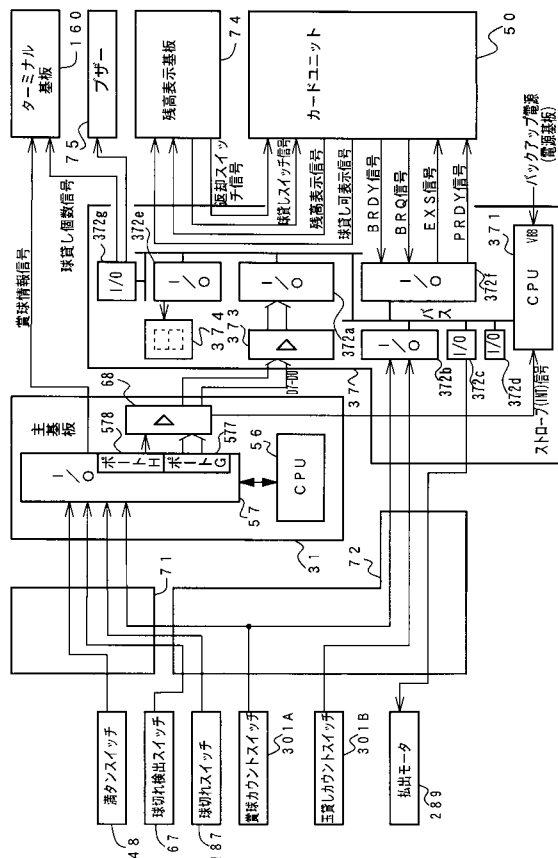 ターミナル
基板
160
ブザー
75
残高表示基板
74
カードユニット
50
賞球情報信号
球貸し個数信号
372g
I/O
372e
I/O
返却スイッ
チ信号
球貸しスイッチ信号
残高表示信号
球貸し可表示信号
BRDY信号
BRQ信号
EXS信号
PRDY信号
374
373
I/O
372a
I/O
372f
バス
I/O
372b
I/O
372c
I/O
372d
CPU
371
VBB
バックアップ電源
(電源基板)
ストローブ(INT)信号
D7-D0
37
主基板
68
578
577
I/O
ポートH
ポートG
57
CPU
56
31
71
72
満タンスイッチ
48
球切れ検出スイッチ
167
球切れスイッチ
187
賞球カウントスイッチ
301A
玉貸しカウントスイッチ
301B
払出モータ
289